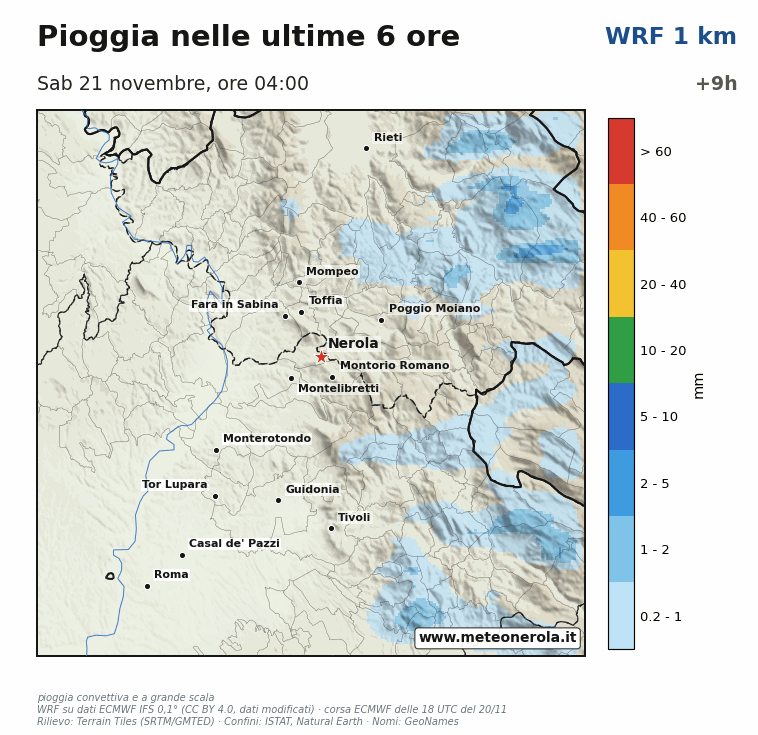 Pioggia nelle ultime 6 ore
WRF 1 km
Sab 21 novembre, ore 04:00
+9h
Rieti
> 60
40 - 60
Mompeo
20 - 40
Fara in Sabina
Toffia
Poggio Moiano
Nerola
10 - 20
Montorio Romano
mm
Montelibretti
5 - 10
Monterotondo
Tor Lupara
Guidonia
2 - 5
Tivoli
Casal de' Pazzi
1 - 2
Roma
0.2 - 1
www.meteonerola.it
pioggia convettiva e a grande scala
WRF su dati ECMWF IFS 0,1° (CC BY 4.0, dati modificati) · corsa ECMWF delle 18 UTC del 20/11
Rilievo: Terrain Tiles (SRTM/GMTED) · Confini: ISTAT, Natural Earth · Nomi: GeoNames